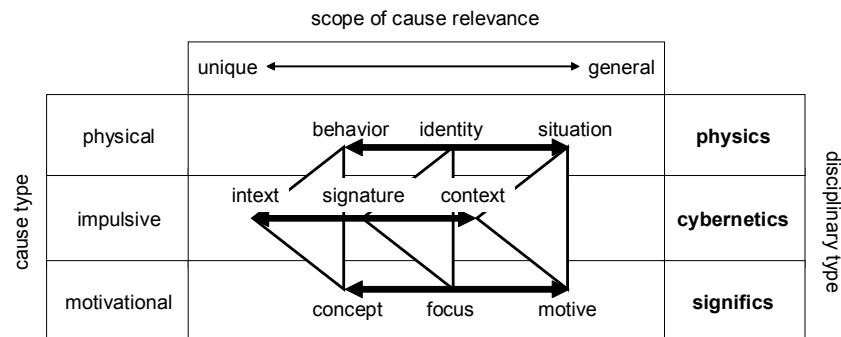 scope of cause relevance
unique general
physical behavior identity situation physics
cause type impulsive intext signature context cybernetics disciplinary type
motivational concept focus motive significs